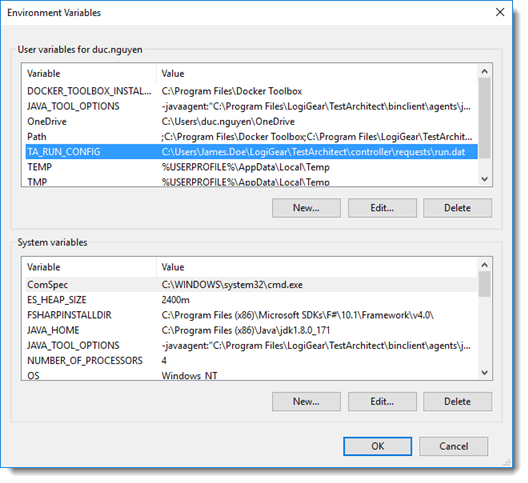 Environment Variables
User variables for duc.nguyen
Variable Value
DOCKER_TOOLBOX_INSTAL... C:\Program Files\Docker Toolbox
JAVA_TOOL_OPTIONS -javaagent:"C:\Program Files\LogiGear\TestArchitect\binclient\agents\j...
OneDrive C:\Users\duc.nguyen\OneDrive
Path ;C:\Program Files\Docker Toolbox;C:\Program Files\LogiGear\TestArchit...
TA_RUN_CONFIG C:\Users\James.Doe\LogiGear\TestArchitect\controller\requests\run.dat
TEMP %USERPROFILE%\AppData\Local\Temp
TMP %USERPROFILE%\AppData\Local\Temp
New... Edit... Delete
System variables
Variable Value
ComSpec C:\WINDOWS\system32\cmd.exe
ES_HEAP_SIZE 2400m
FSHARPINSTALLDIR C:\Program Files (x86)\Microsoft SDKs\F#\10.1\Framework\v4.0\
JAVA_HOME C:\Program Files (x86)\Java\jdk1.8.0_171
JAVA_TOOL_OPTIONS -javaagent:"C:\Program Files\LogiGear\TestArchitect\binclient\agents\j...
NUMBER_OF_PROCESSORS 4
OS Windows_NT
New... Edit... Delete
OK Cancel